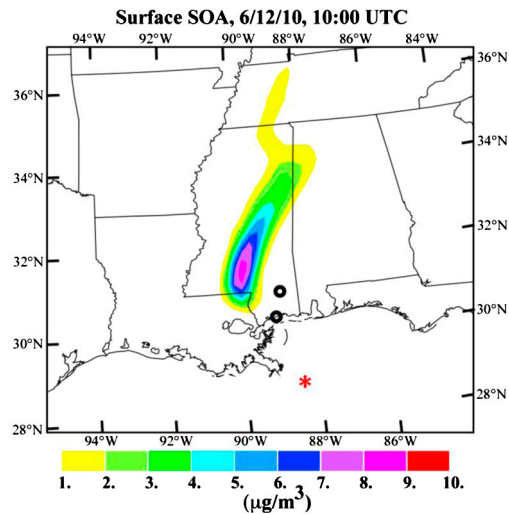 Surface SOA, 6/12/10, 10:00 UTC
94°W 92°W 90°W 88°W 86°W 84°W
36°N
36°N
34°N
34°N
32°N
32°N
30°N
30°N
28°N
28°N
94°W 92°W 90°W 88°W 86°W
1. 2. 3. 4. 5. 6. 7. 8. 9. 10.
(µg/m³)